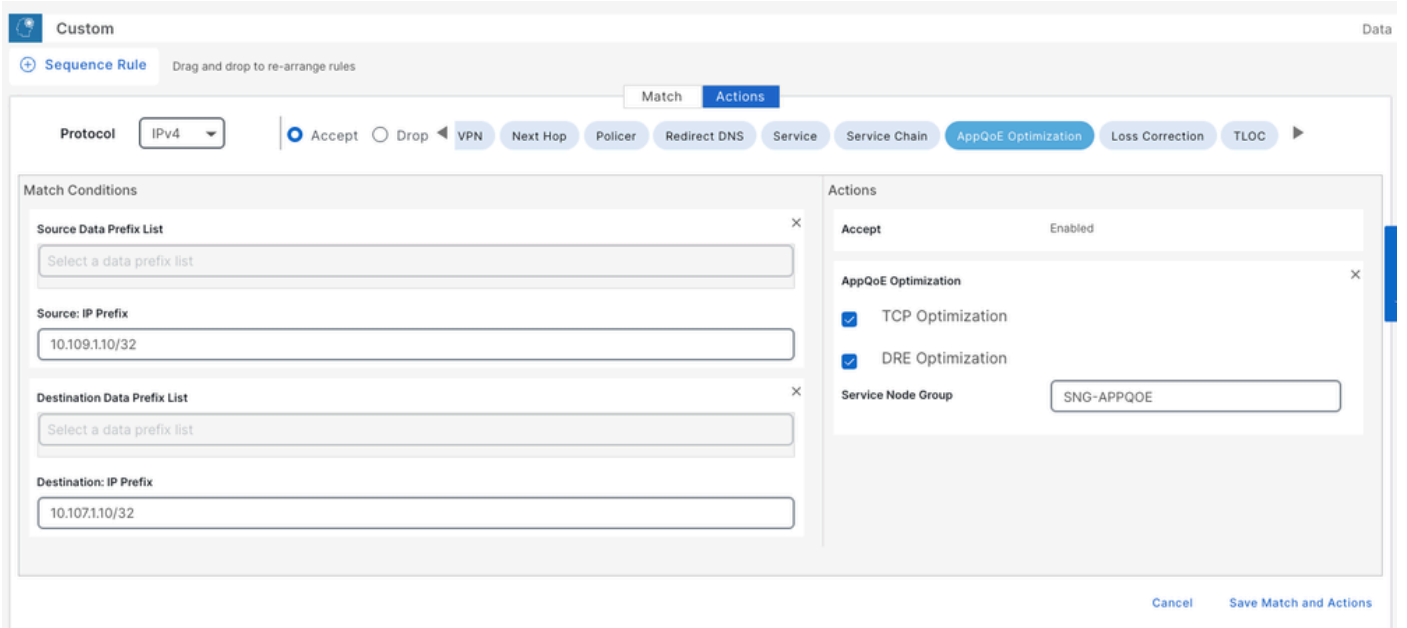 Custom
Data
Sequence Rule
Drag and drop to re-arrange rules
Match
Actions
Protocol
IPv4
Accept
Drop
VPN
Next Hop
Policer
Redirect DNS
Service
Service Chain
AppQoE Optimization
Loss Correction
TLOC
Match Conditions
Source Data Prefix List
Select a data prefix list
Source: IP Prefix
10.109.1.10/32
Destination Data Prefix List
Select a data prefix list
Destination: IP Prefix
10.107.1.10/32
Actions
Accept
Enabled
AppQoE Optimization
TCP Optimization
DRE Optimization
Service Node Group
SNG-APPQOE
Cancel
Save Match and Actions